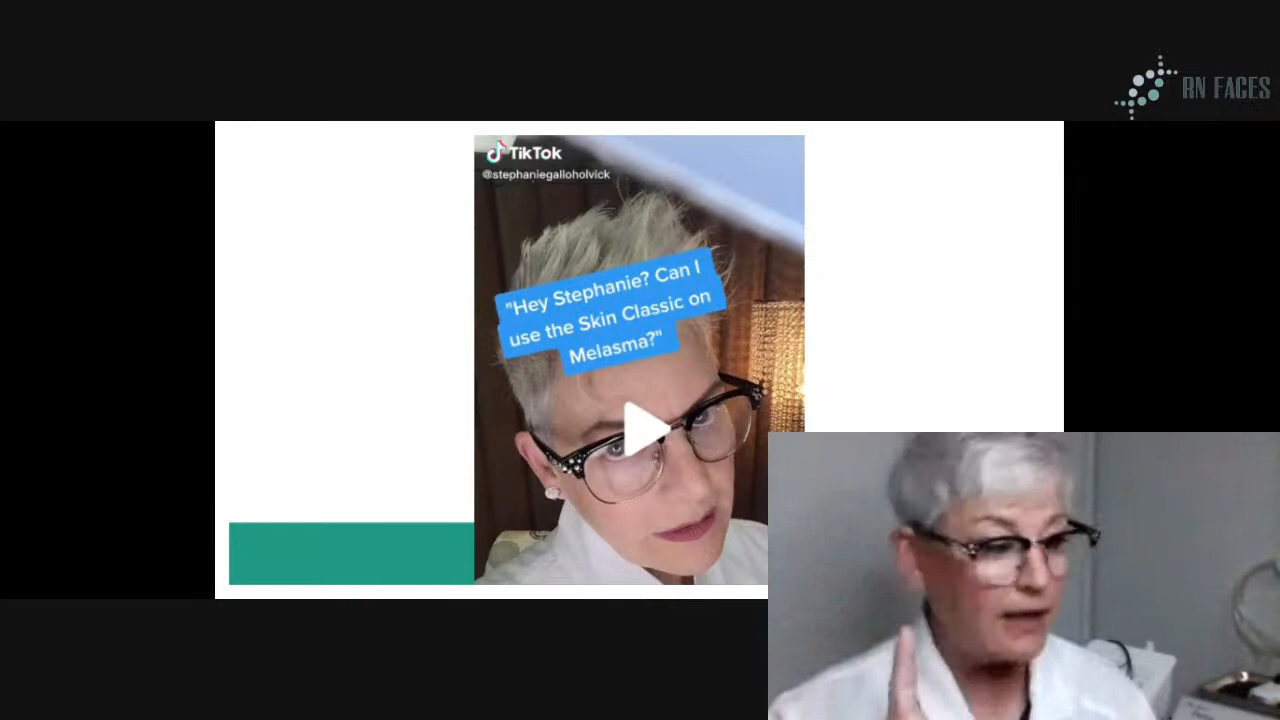 RN FACES
TikTok
@stephaniegalloholvick
"Hey Stephanie? Can I
use the Skin Classic on
Melasma?"